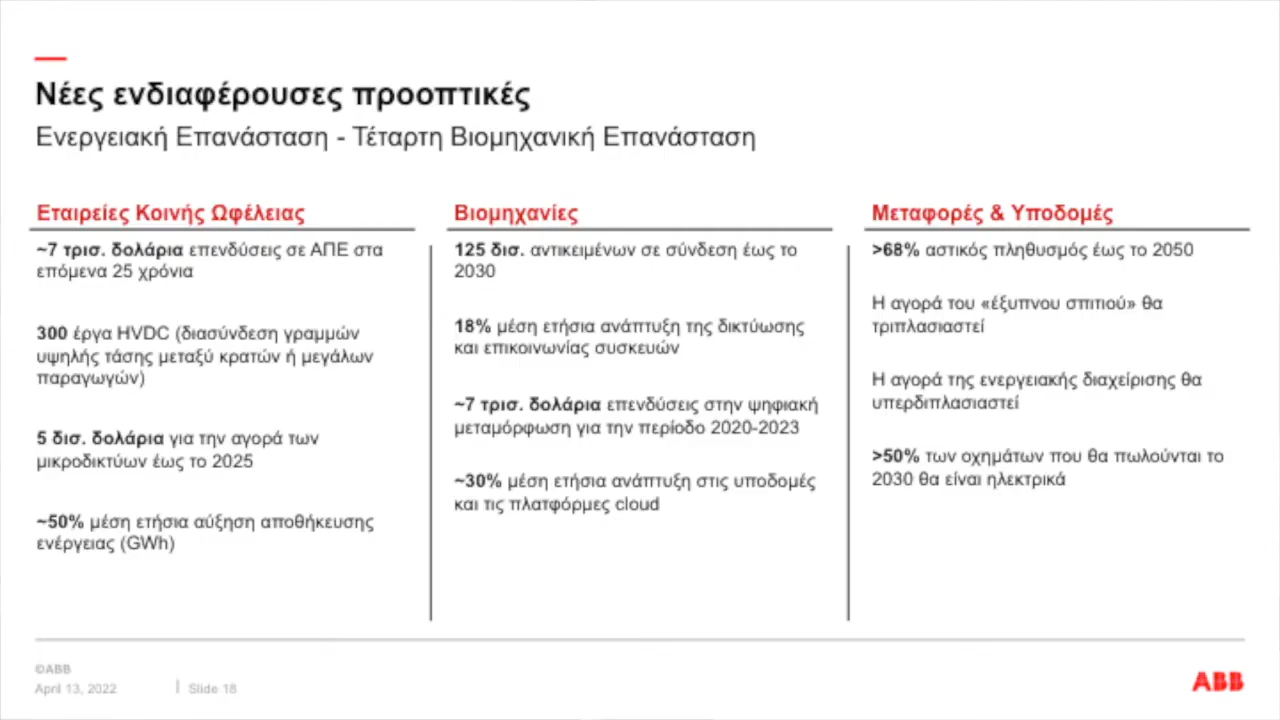 Νέες ενδιαφέρουσες προοπτικές
Ενεργειακή Επανάσταση - Τέταρτη Βιομηχανική Επανάσταση
Εταιρείες Κοινής Ωφέλειας
~7 τρισ. δολάρια επενδύσεις σε ΑΠΕ στα
επόμενα 25 χρόνια
300 έργα HVDC (διασύνδεση γραμμών
υψηλής τάσης μεταξύ κρατών ή μεγάλων
παραγωγών)
5 δισ. δολάρια για την αγορά των
μικροδικτύων έως το 2025
~50% μέση ετήσια αύξηση αποθήκευσης
ενέργειας (GWh)
Βιομηχανίες
125 δισ. αντικειμένων σε σύνδεση έως το
2030
18% μέση ετήσια ανάπτυξη της δικτύωσης
και επικοινωνίας συσκευών
~7 τρισ. δολάρια επενδύσεις στην ψηφιακή
μεταμόρφωση για την περίοδο 2020-2023
~30% μέση ετήσια ανάπτυξη στις υποδομές
και τις πλατφόρμες cloud
Μεταφορές & Υποδομές
>68% αστικός πληθυσμός έως το 2050
Η αγορά του «έξυπνου σπιτιού» θα
τριπλασιαστεί
Η αγορά της ενεργειακής διαχείρισης θα
υπερδιπλασιαστεί
>50% των οχημάτων που θα πωλούνται το
2030 θα είναι ηλεκτρικά
©ABB
April 13, 2022 | Slide 18
ABB